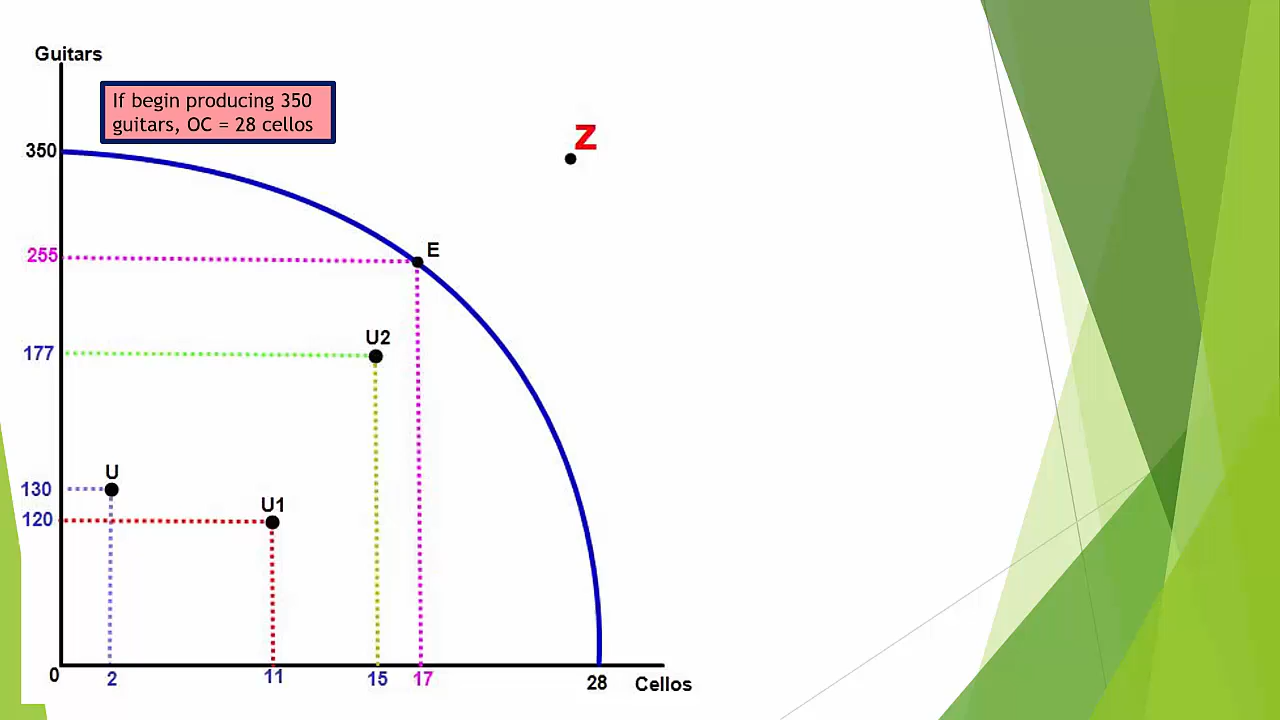 Guitars
If begin producing 350
guitars, OC = 28 cellos
Z
350
E
255
U2
177
U
130
U1
120
0
2
11
15
17
28
Cellos